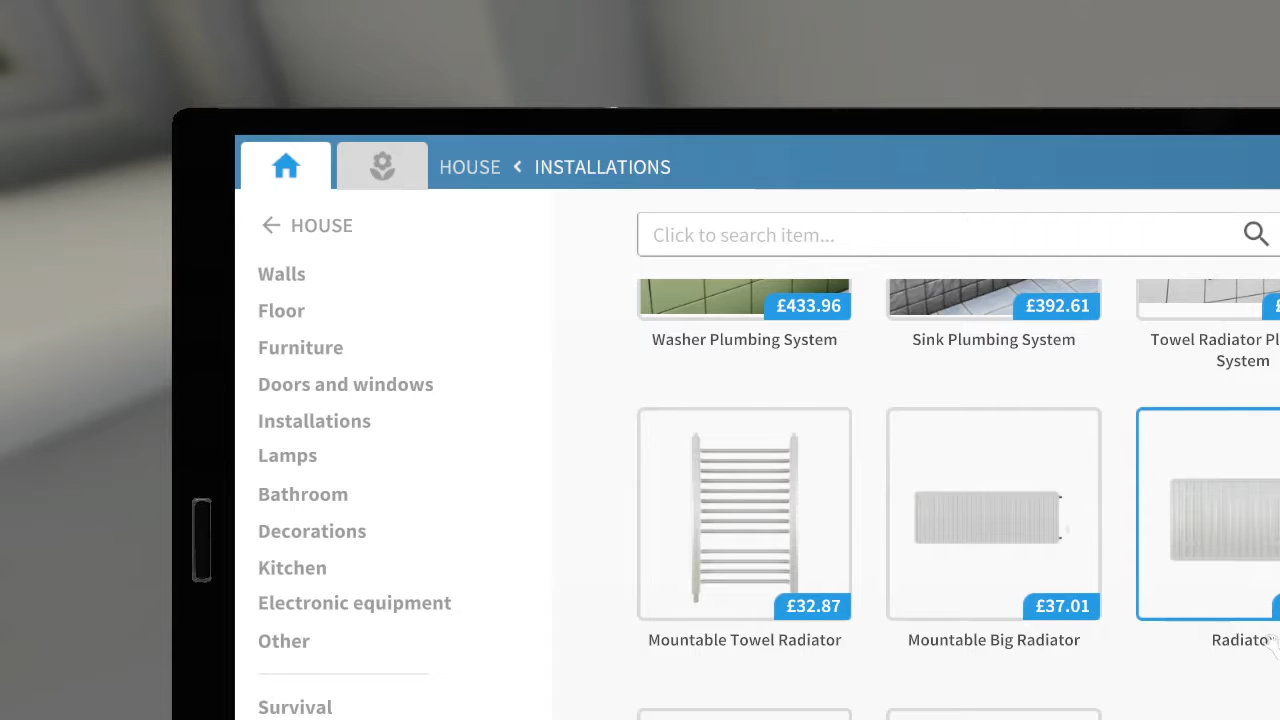 HOUSE < INSTALLATIONS
← HOUSE
Click to search item...
Walls
Floor
Furniture
Doors and windows
Installations
Lamps
Bathroom
Decorations
Kitchen
Electronic equipment
Other
Survival
£433.96
£392.61
£
Washer Plumbing System
Sink Plumbing System
Towel Radiator Pl
System
£32.87
£37.01
Mountable Towel Radiator
Mountable Big Radiator
Radiato